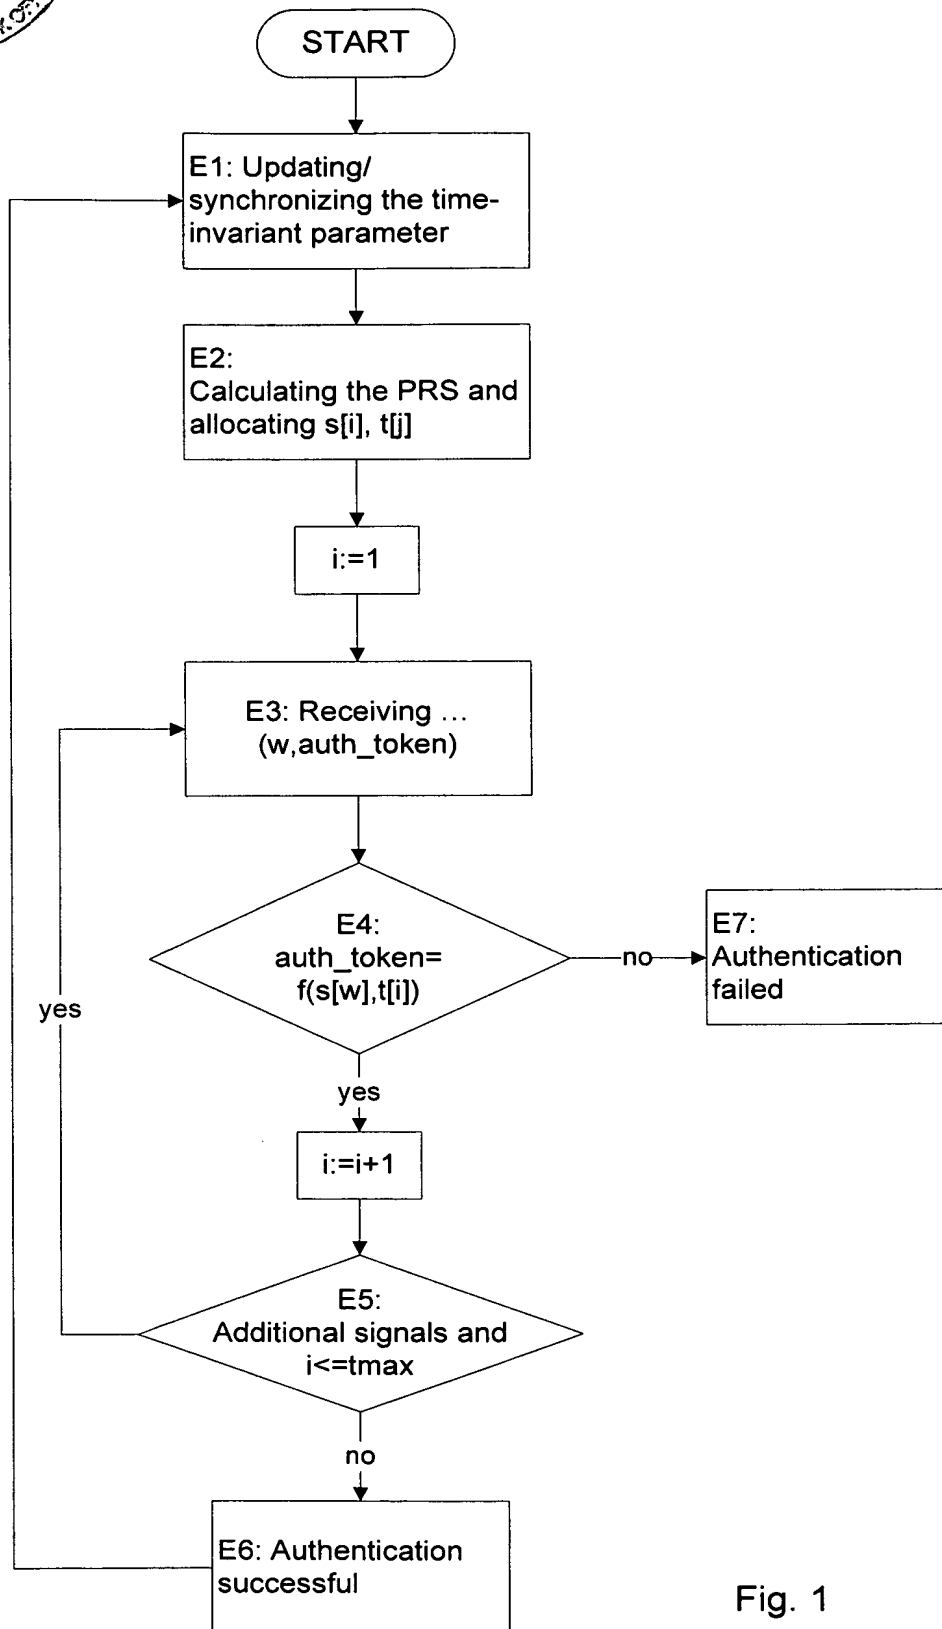 START
E1: Updating/
synchronizing the time-
invariant parameter
E2:
Calculating the PRS and
allocating s[i], t[j]
i:=1
E3: Receiving ...
(w,auth_token)
E4:
auth_token=
f(s[w],t[i])
no
E7:
Authentication
failed
yes
yes
i:=i+1
E5:
Additional signals and
i<=tmax
no
E6: Authentication
successful
Fig. 1